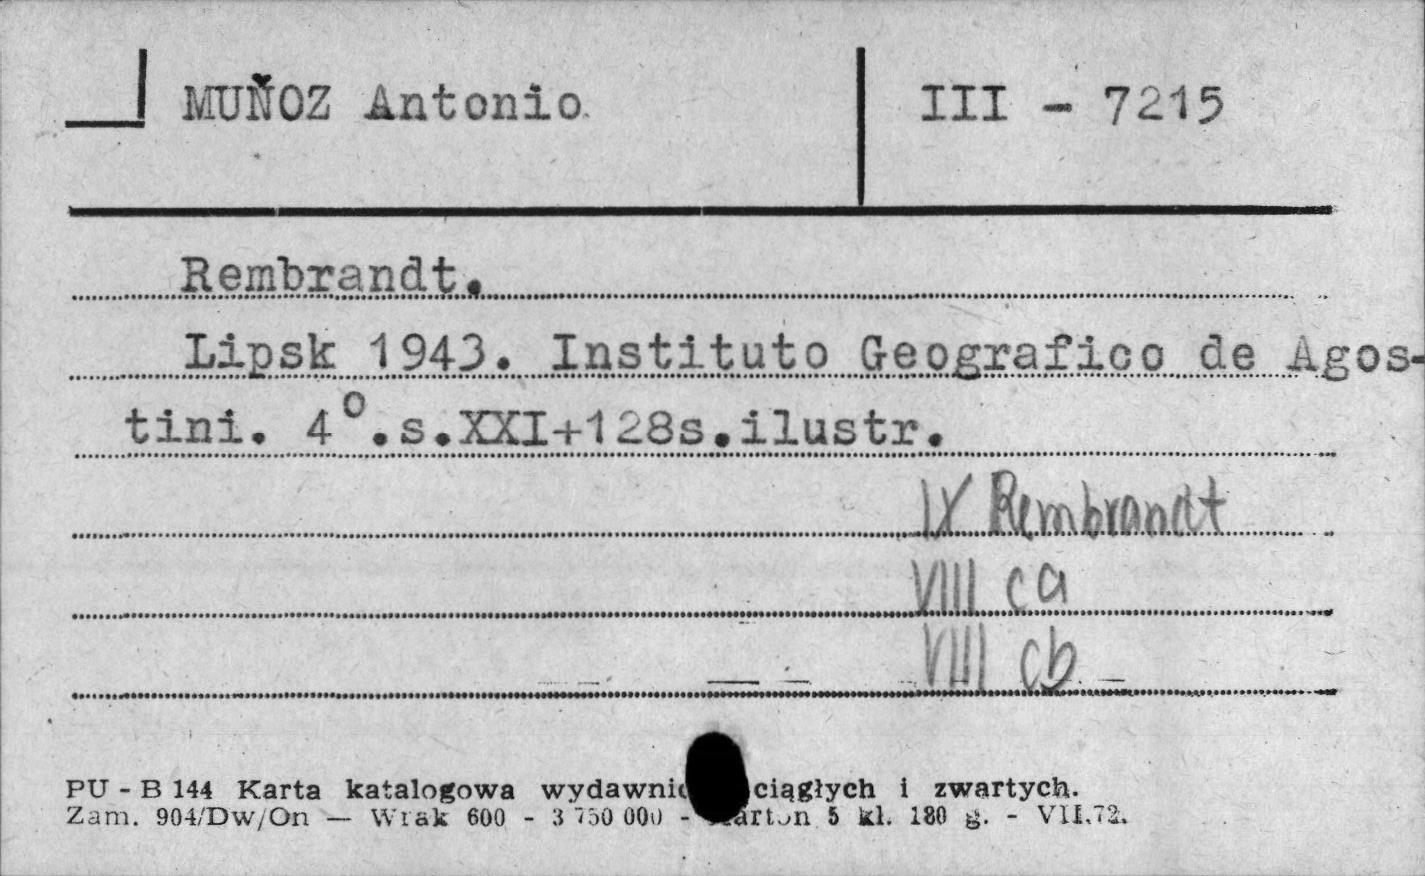 MUÑOZ Antonio
III - 7215
Rembrandt.
Lipsk 1943. Instituto Geografico de Agos-
tini. 4°.s.XXI+128s.ilustr.
IX Rembrandt
VIII ca
VIII cb
PU - B 144 Karta katalogowa ciągłych i zwartych.
Zam. 904/Dw/On — Wrak 600 - 3 750 000 - 5 kl. 180 g. - VII.72.